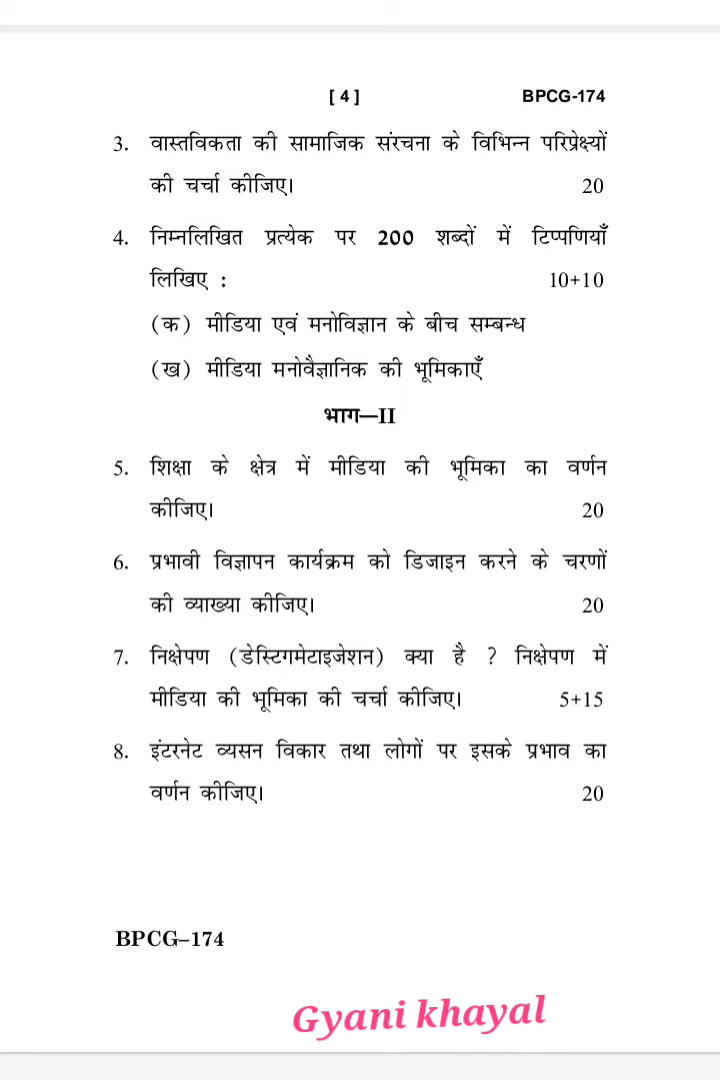 [ 4 ] BPCG-174
3. वास्तविकता की सामाजिक संरचना के विभिन्न परिप्रेक्ष्यों
की चर्चा कीजिए। 20
4. निम्नलिखित प्रत्येक पर 200 शब्दों में टिप्पणियाँ
लिखिए : 10+10
(क) मीडिया एवं मनोविज्ञान के बीच सम्बन्ध
(ख) मीडिया मनोवैज्ञानिक की भूमिकाएँ
भाग—II
5. शिक्षा के क्षेत्र में मीडिया की भूमिका का वर्णन
कीजिए। 20
6. प्रभावी विज्ञापन कार्यक्रम को डिजाइन करने के चरणों
की व्याख्या कीजिए। 20
7. निक्षेपण (डेस्टिगमेटाइजेशन) क्या है ? निक्षेपण में
मीडिया की भूमिका की चर्चा कीजिए। 5+15
8. इंटरनेट व्यसन विकार तथा लोगों पर इसके प्रभाव का
वर्णन कीजिए। 20
BPCG–174
Gyani khayal